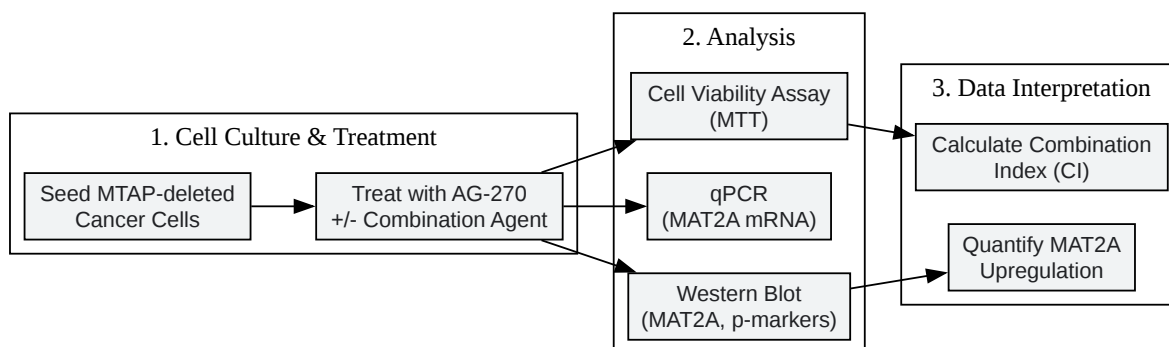 1. Cell Culture & Treatment
Seed MTAP-deleted
Cancer Cells
Treat with AG-270
+/- Combination Agent
2. Analysis
Cell Viability Assay
(MTT)
qPCR
(MAT2A mRNA)
Western Blot
(MAT2A, p-markers)
3. Data Interpretation
Calculate Combination
Index (CI)
Quantify MAT2A
Upregulation